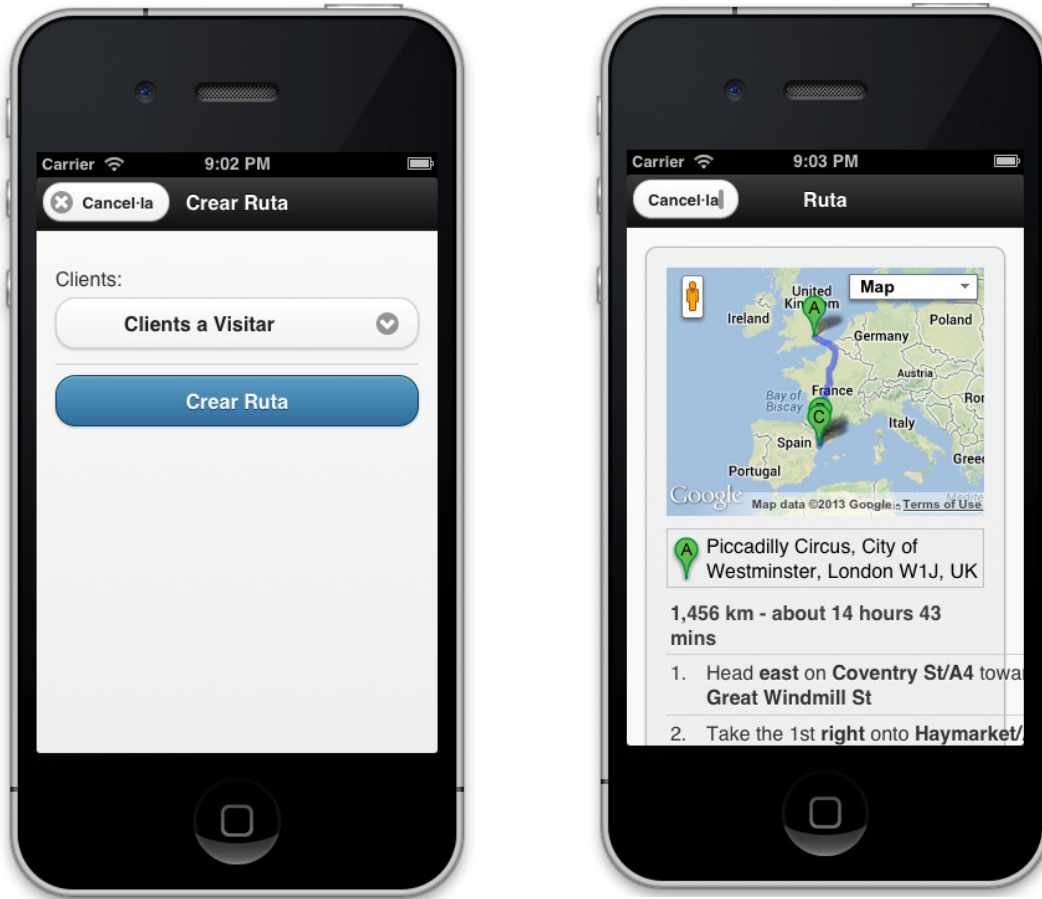 Carrier 9:02 PM
Cancel·la Crear Ruta
Clients:
Clients a Visitar
Crear Ruta
Carrier 9:03 PM
Cancel·la Ruta
Map
United
Kingdom
A
Ireland
Poland
Germany
Austria
France
Bay of
Biscay
C
Italy
Spain
Portugal
Google
Map data ©2013 Google - Terms of Use
A Piccadilly Circus, City of
Westminster, London W1J, UK
1,456 km - about 14 hours 43
mins
1. Head east on Coventry St/A4 towar
Great Windmill St
2. Take the 1st right onto Haymarket/